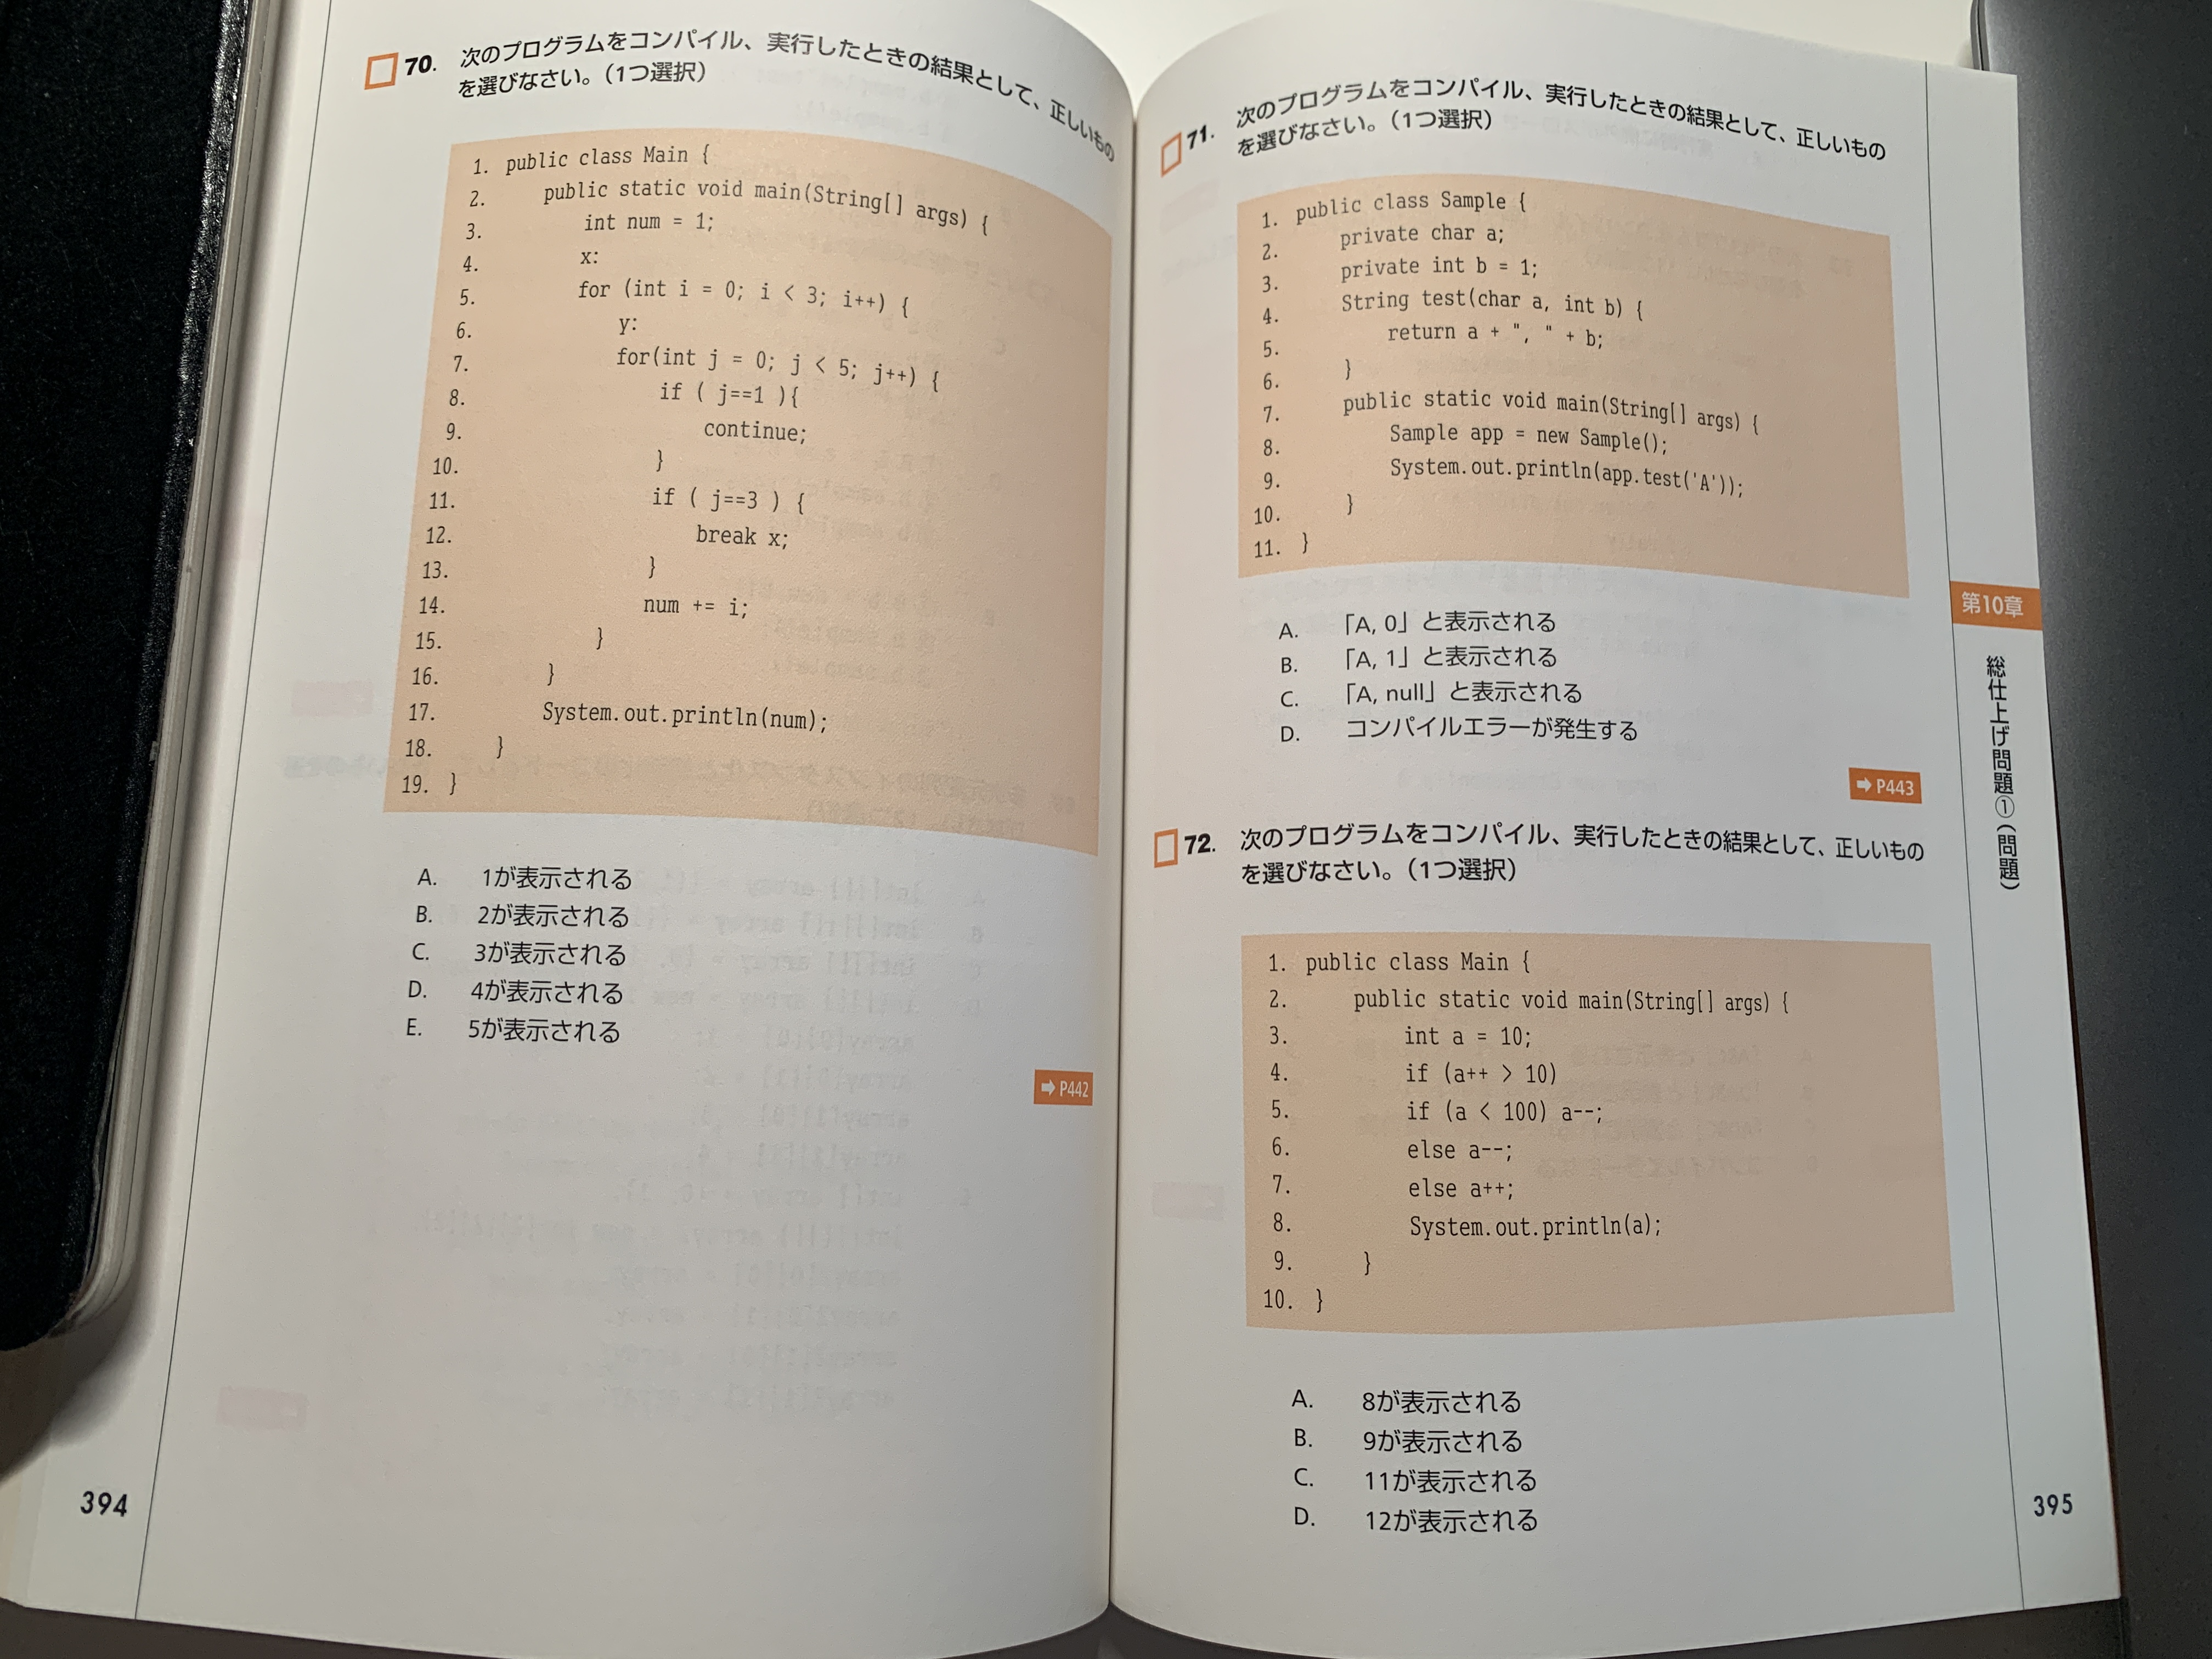 70. 次のプログラムをコンパイル、実行したときの結果として、正しいもの
を選びなさい。（1つ選択）
1. public class Main {
2. public static void main(String[] args) {
3. int num = 1;
4. x:
5. for (int i = 0; i < 3; i++) {
6. y:
7. for(int j = 0; j < 5; j++) {
8. if ( j==1 ){
9. continue;
10. }
11. if ( j==3 ) {
12. break x;
13. }
14. num += i;
15. }
16. }
17. System.out.println(num);
18. }
19. }
A. 1が表示される
B. 2が表示される
C. 3が表示される
D. 4が表示される
E. 5が表示される
➡P442
394
71. 次のプログラムをコンパイル、実行したときの結果として、正しいもの
を選びなさい。（1つ選択）
1. public class Sample {
2. private char a;
3. private int b = 1;
4. String test(char a, int b) {
5. return a + ", " + b;
6. }
7. public static void main(String[] args) {
8. Sample app = new Sample();
9. System.out.println(app.test('A'));
10. }
11. }
A. 「A, 0」と表示される
B. 「A, 1」と表示される
C. 「A, null」と表示される
D. コンパイルエラーが発生する
➡P443
72. 次のプログラムをコンパイル、実行したときの結果として、正しいもの
を選びなさい。（1つ選択）
1. public class Main {
2. public static void main(String[] args) {
3. int a = 10;
4. if (a++ > 10)
5. if (a < 100) a--;
6. else a--;
7. else a++;
8. System.out.println(a);
9. }
10. }
A. 8が表示される
B. 9が表示される
C. 11が表示される
D. 12が表示される
第10章
総仕上げ問題①（問題）
395